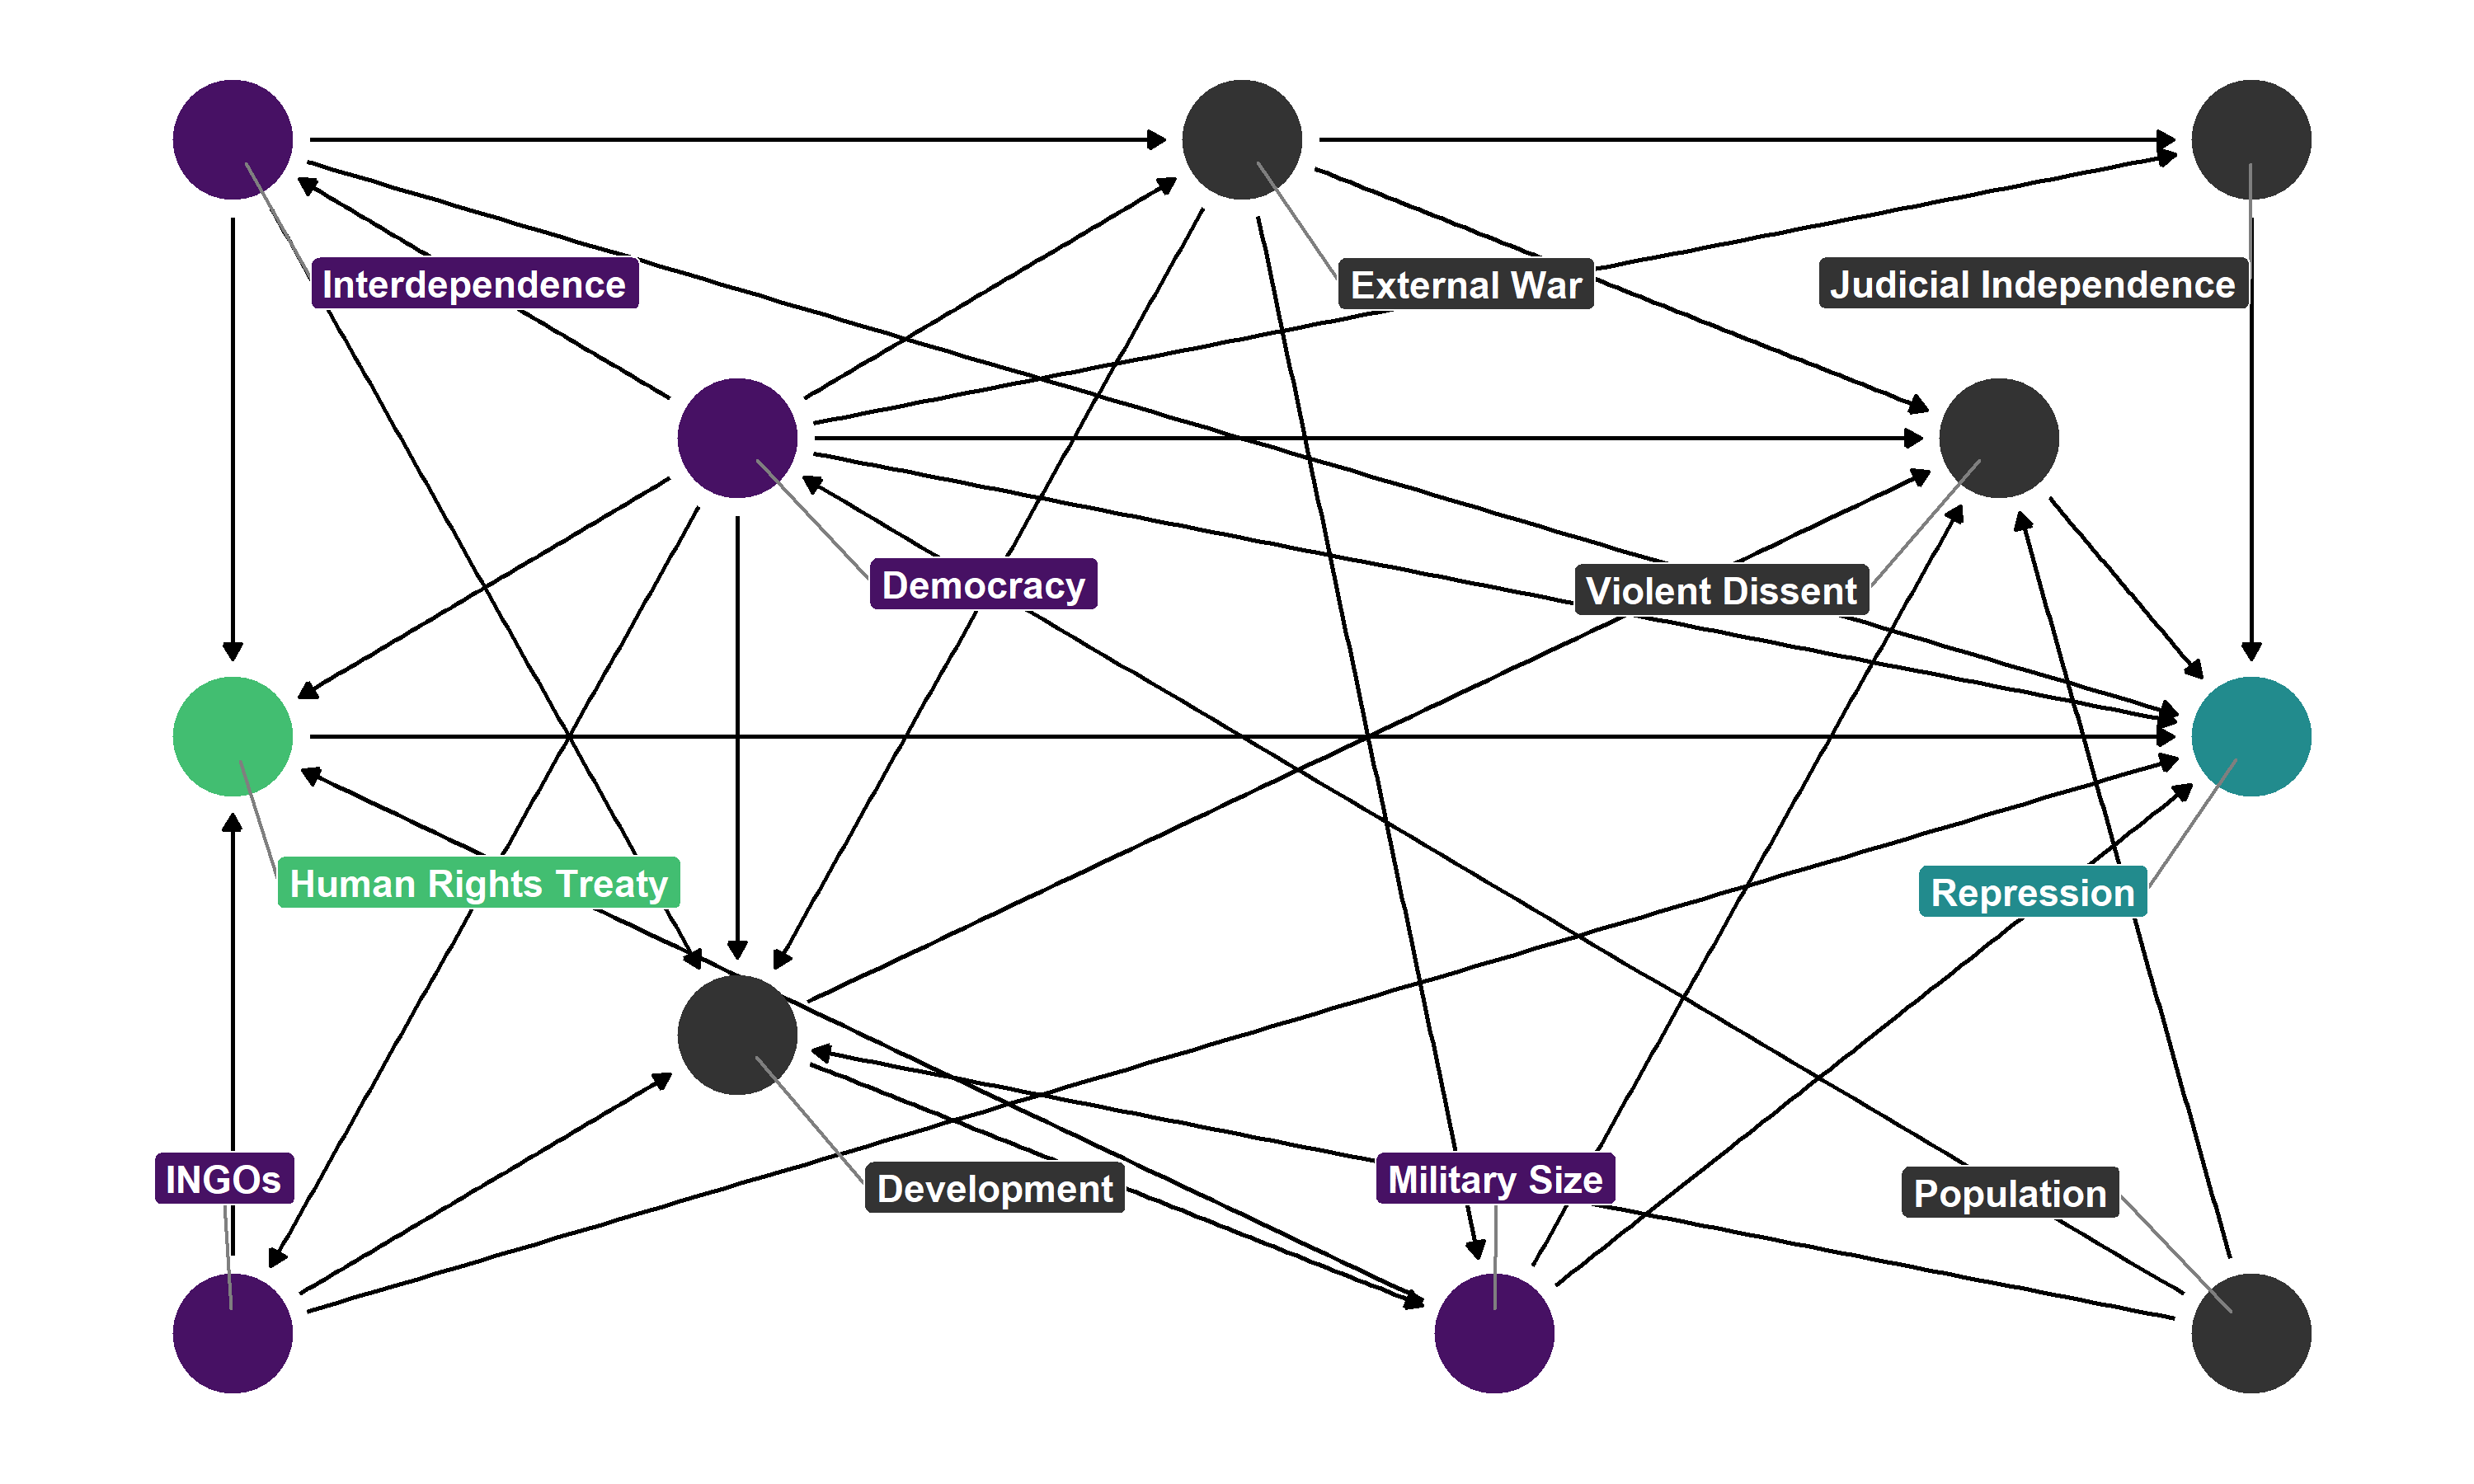 Interdependence
External War
Judicial Independence
Democracy
Violent Dissent
Human Rights Treaty
Repression
INGOs
Development
Military Size
Population